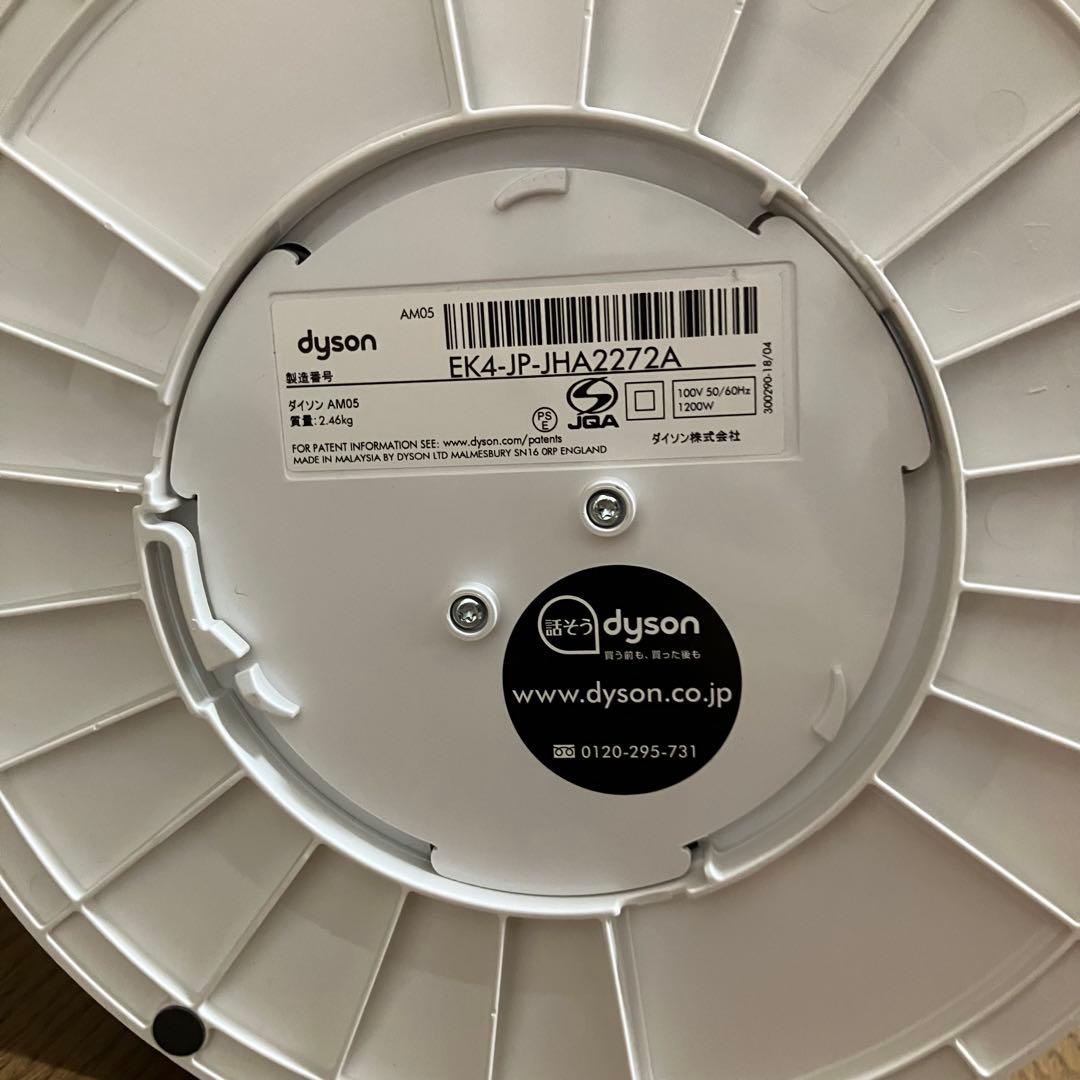 AM05
dyson
EK4-JP-JHA2272A
製造番号
ダイソン AM05
質量:2.46kg
PS
E
JQA
100V 50/60Hz
1200W
300290-18/04
FOR PATENT INFORMATION SEE: www.dyson.com/patents
MADE IN MALAYSIA BY DYSON LTD MALMESBURY SN16 0RP ENGLAND
ダイソン株式会社
話そう dyson
買う前も、買った後も
www.dyson.co.jp
0120-295-731